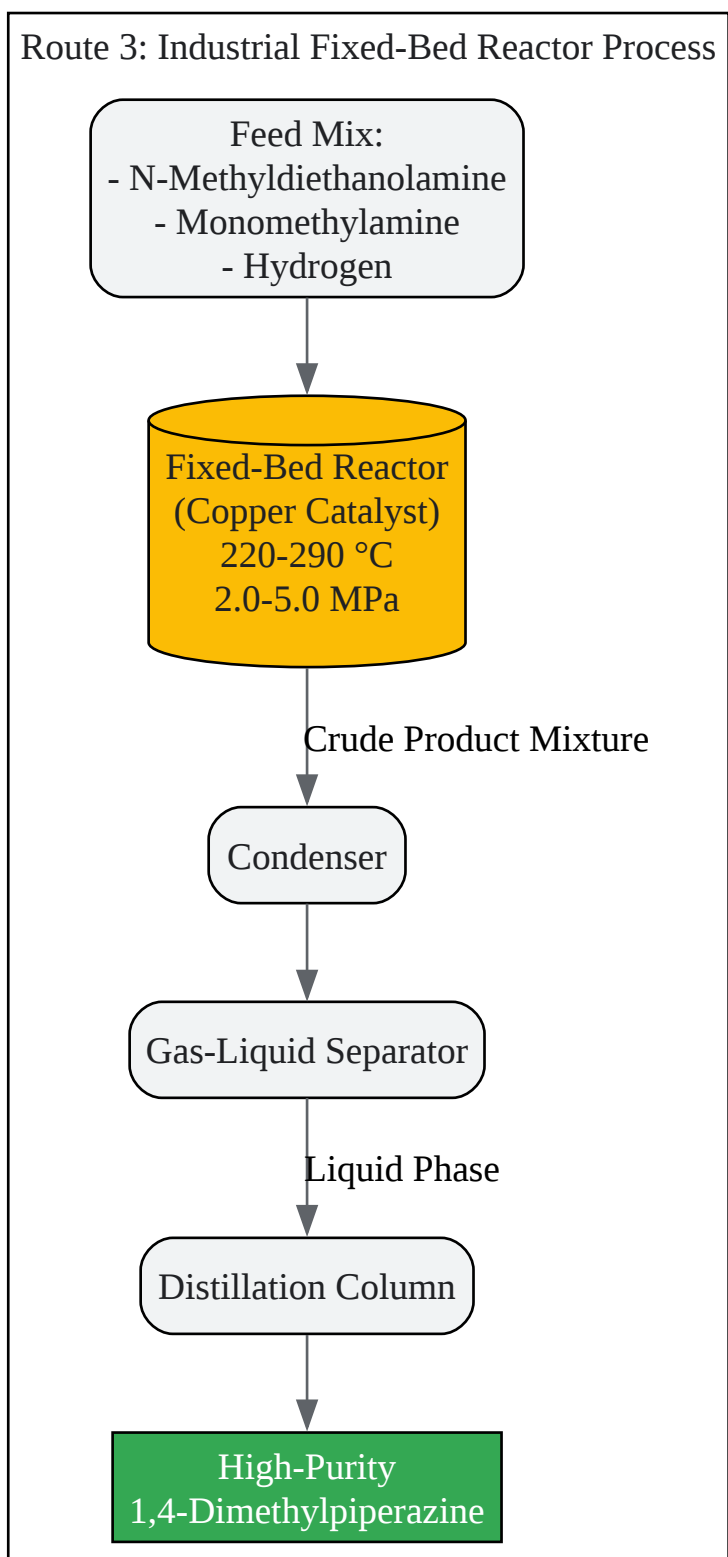 Route 3: Industrial Fixed-Bed Reactor Process
Feed Mix:
- N-Methyldiethanolamine
- Monomethylamine
- Hydrogen
Fixed-Bed Reactor
(Copper Catalyst)
220-290 °C
2.0-5.0 MPa
Crude Product Mixture
Condenser
Gas-Liquid Separator
Liquid Phase
Distillation Column
High-Purity
1,4-Dimethylpiperazine